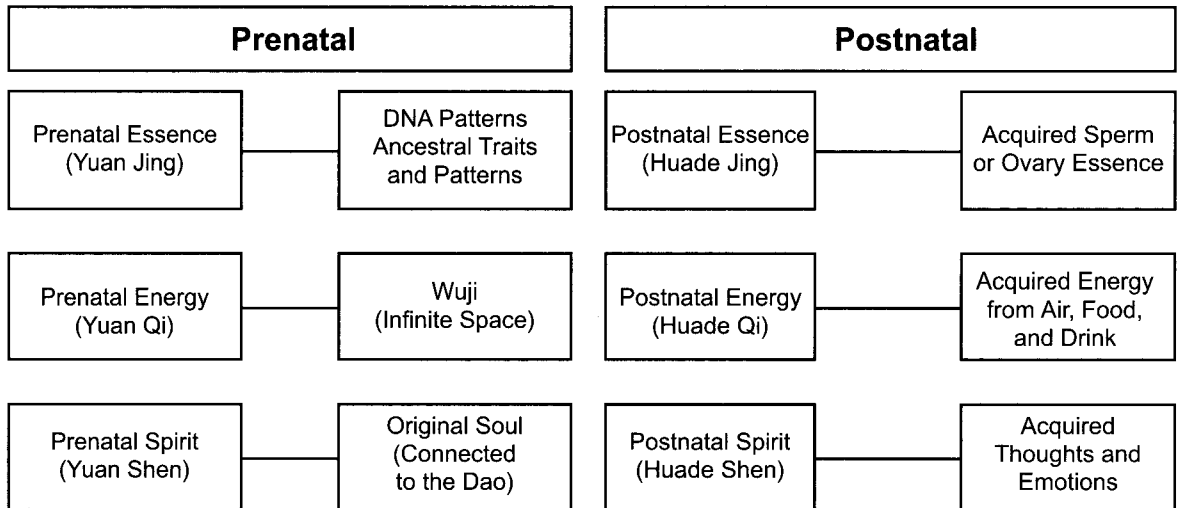 Prenatal
Postnatal
Prenatal Essence
(Yuan Jing)
DNA Patterns
Ancestral Traits
and Patterns
Postnatal Essence
(Huade Jing)
Acquired Sperm
or Ovary Essence
Prenatal Energy
(Yuan Qi)
Wuji
(Infinite Space)
Postnatal Energy
(Huade Qi)
Acquired Energy
from Air, Food,
and Drink
Prenatal Spirit
(Yuan Shen)
Original Soul
(Connected
to the Dao)
Postnatal Spirit
(Huade Shen)
Acquired
Thoughts and
Emotions